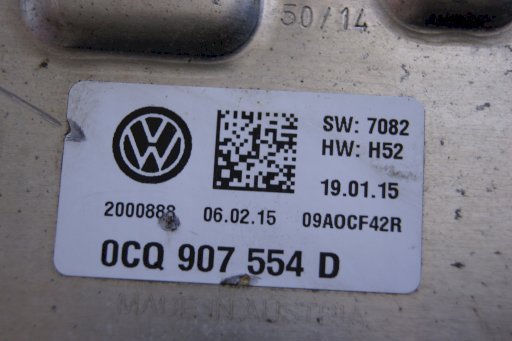 50/14
SW: 7082
HW: H52
19.01.15
2000888 06.02.15 09AOCF42R
0CQ 907 554 D
MADE IN AUSTRIA